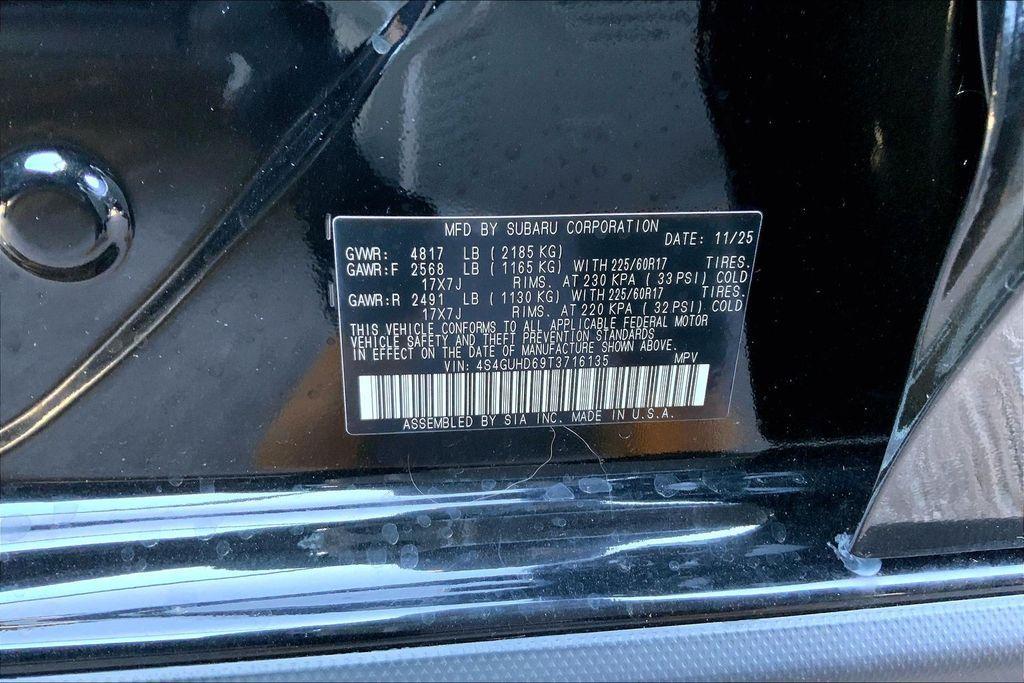 MFD BY SUBARU CORPORATION
DATE: 11/25
GVWR: 4817 LB ( 2185 KG)
GAWR:F 2568 LB ( 1165 KG) WITH 225/60R17 TIRES.
17X7J RIMS. AT 230 KPA ( 33 PSI) COLD
GAWR:R 2491 LB ( 1130 KG) WITH 225/60R17 TIRES.
17X7J RIMS. AT 220 KPA ( 32 PSI) COLD
THIS VEHICLE CONFORMS TO ALL APPLICABLE FEDERAL MOTOR
VEHICLE SAFETY AND THEFT PREVENTION STANDARDS
IN EFFECT ON THE DATE OF MANUFACTURE SHOWN ABOVE.
VIN: 4S4GUHD69T3716135 MPV
ASSEMBLED BY SIA INC. MADE IN U.S.A.